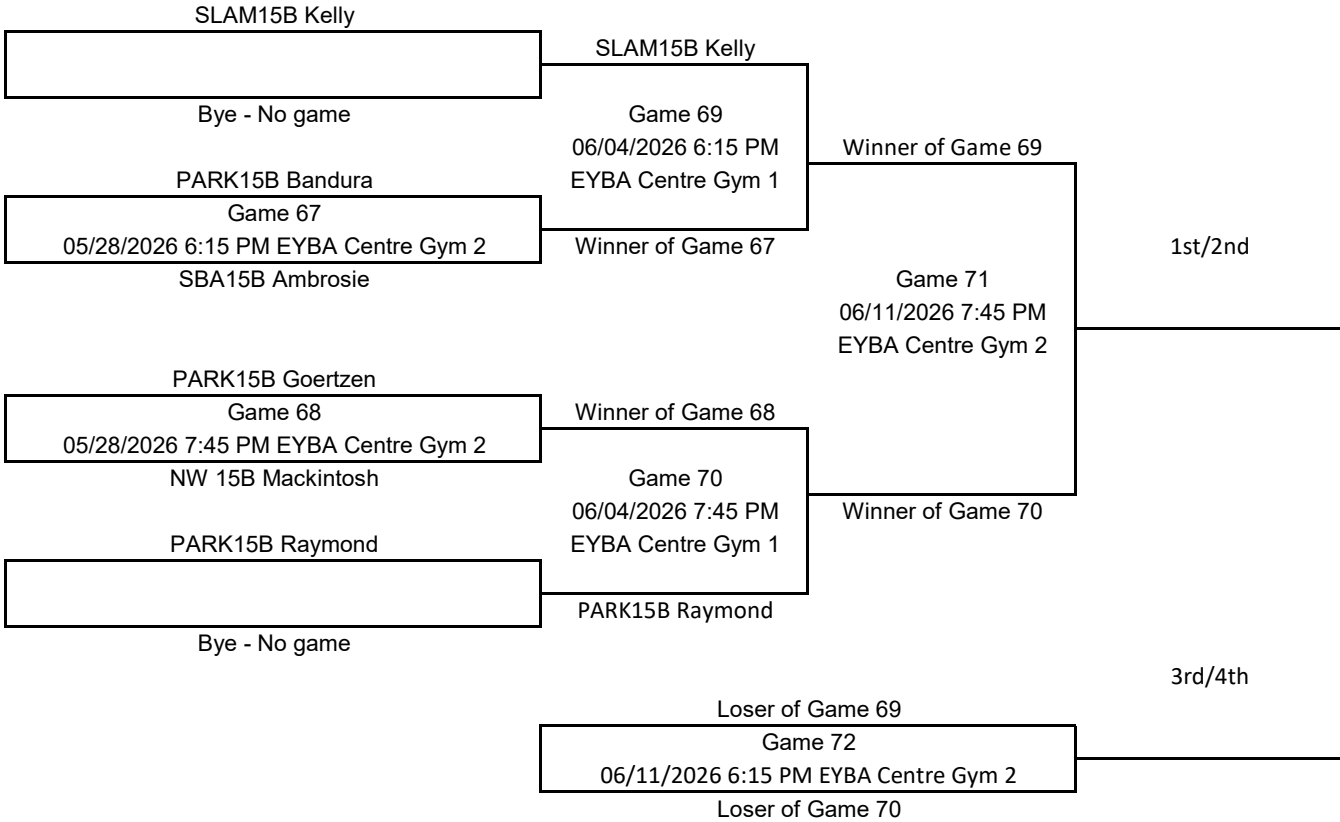 SLAM15B Kelly
Bye - No game
PARK15B Bandura
Game 67
05/28/2026 6:15 PM EYBA Centre Gym 2
SBA15B Ambrosie
PARK15B Goertzen
Game 68
05/28/2026 7:45 PM EYBA Centre Gym 2
NW 15B Mackintosh
PARK15B Raymond
Bye - No game
SLAM15B Kelly
Game 69
06/04/2026 6:15 PM
EYBA Centre Gym 1
Winner of Game 67
Winner of Game 68
Game 70
06/04/2026 7:45 PM
EYBA Centre Gym 1
PARK15B Raymond
Winner of Game 69
Game 71
06/11/2026 7:45 PM
EYBA Centre Gym 2
Winner of Game 70
1st/2nd
Loser of Game 69
Game 72
06/11/2026 6:15 PM EYBA Centre Gym 2
Loser of Game 70
3rd/4th